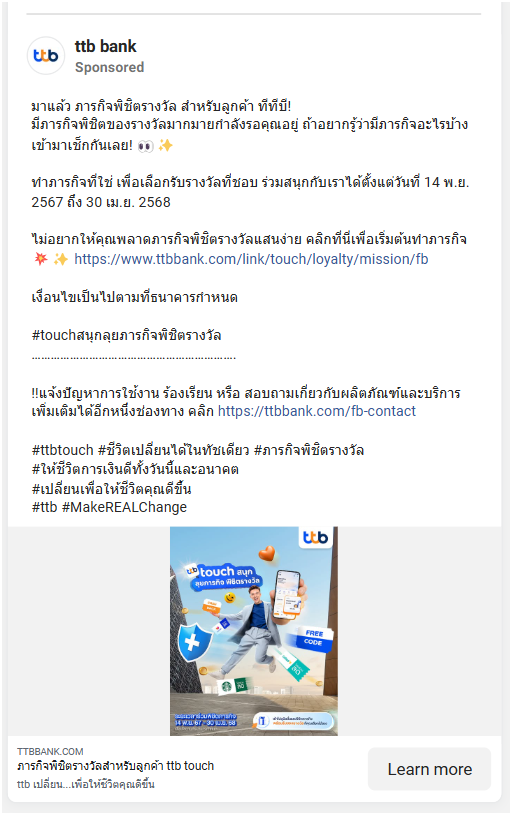 ttb bank
Sponsored
มาแล้ว ภารกิจพิชิตรางวัล สำหรับลูกค้า ทีทีบี!
มีภารกิจพิชิตของรางวัลมากมายกำลังรอคุณอยู่ ถ้าอยากรู้ว่ามีภารกิจอะไรบ้าง
เข้ามาเช็กกันเลย! 👀 ✨
ทำภารกิจที่ใช่ เพื่อเลือกรับรางวัลที่ชอบ ร่วมสนุกกับเราได้ตั้งแต่วันที่ 14 พ.ย.
2567 ถึง 30 เม.ย. 2568
ไม่อยากให้คุณพลาดภารกิจพิชิตรางวัลแสนง่าย คลิกที่นี่เพื่อเริ่มต้นทำภารกิจ
💥 ✨ https://www.ttbbank.com/link/touch/loyalty/mission/fb
เงื่อนไขเป็นไปตามที่ธนาคารกำหนด
#touchสนุกลุยภารกิจพิชิตรางวัล
……………………………………………………….
!!แจ้งปัญหาการใช้งาน ร้องเรียน หรือ สอบถามเกี่ยวกับผลิตภัณฑ์และบริการ
เพิ่มเติมได้อีกหนึ่งช่องทาง คลิก https://ttbbank.com/fb-contact
#ttbtouch #ชีวิตเปลี่ยนได้ในทัชเดียว #ภารกิจพิชิตรางวัล
#ให้ชีวิตการเงินดีทั้งวันนี้และอนาคต
#เปลี่ยนเพื่อให้ชีวิตคุณดีขึ้น
#ttb #MakeREALChange
ttb
ttb touch สนุก
ลุยภารกิจ พิชิตรางวัล
FREE
CODE
14 พ.ย. 67 - 30 เม.ย. 68
TTBBANK.COM
ภารกิจพิชิตรางวัลสำหรับลูกค้า ttb touch
ttb เปลี่ยน...เพื่อให้ชีวิตคุณดีขึ้น
Learn more